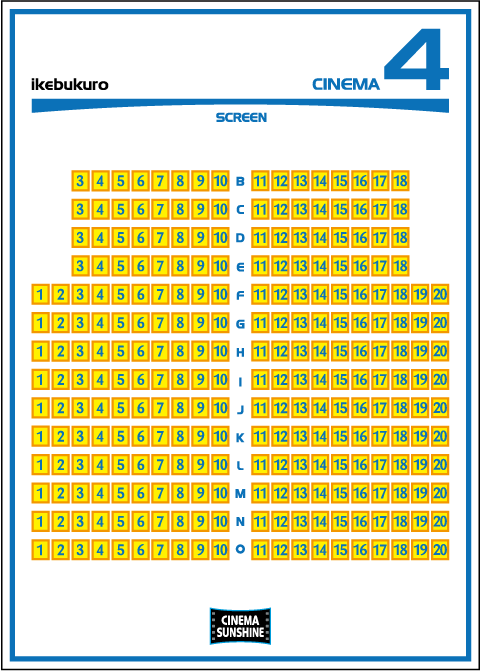 ikebukuro CINEMA 4
SCREEN
3 4 5 6 7 8 9 10 B 11 12 13 14 15 16 17 18
3 4 5 6 7 8 9 10 C 11 12 13 14 15 16 17 18
3 4 5 6 7 8 9 10 D 11 12 13 14 15 16 17 18
3 4 5 6 7 8 9 10 E 11 12 13 14 15 16 17 18
1 2 3 4 5 6 7 8 9 10 F 11 12 13 14 15 16 17 18 19 20
1 2 3 4 5 6 7 8 9 10 G 11 12 13 14 15 16 17 18 19 20
1 2 3 4 5 6 7 8 9 10 H 11 12 13 14 15 16 17 18 19 20
1 2 3 4 5 6 7 8 9 10 I 11 12 13 14 15 16 17 18 19 20
1 2 3 4 5 6 7 8 9 10 J 11 12 13 14 15 16 17 18 19 20
1 2 3 4 5 6 7 8 9 10 K 11 12 13 14 15 16 17 18 19 20
1 2 3 4 5 6 7 8 9 10 L 11 12 13 14 15 16 17 18 19 20
1 2 3 4 5 6 7 8 9 10 M 11 12 13 14 15 16 17 18 19 20
1 2 3 4 5 6 7 8 9 10 N 11 12 13 14 15 16 17 18 19 20
1 2 3 4 5 6 7 8 9 10 O 11 12 13 14 15 16 17 18 19 20
CINEMA
SUNSHINE